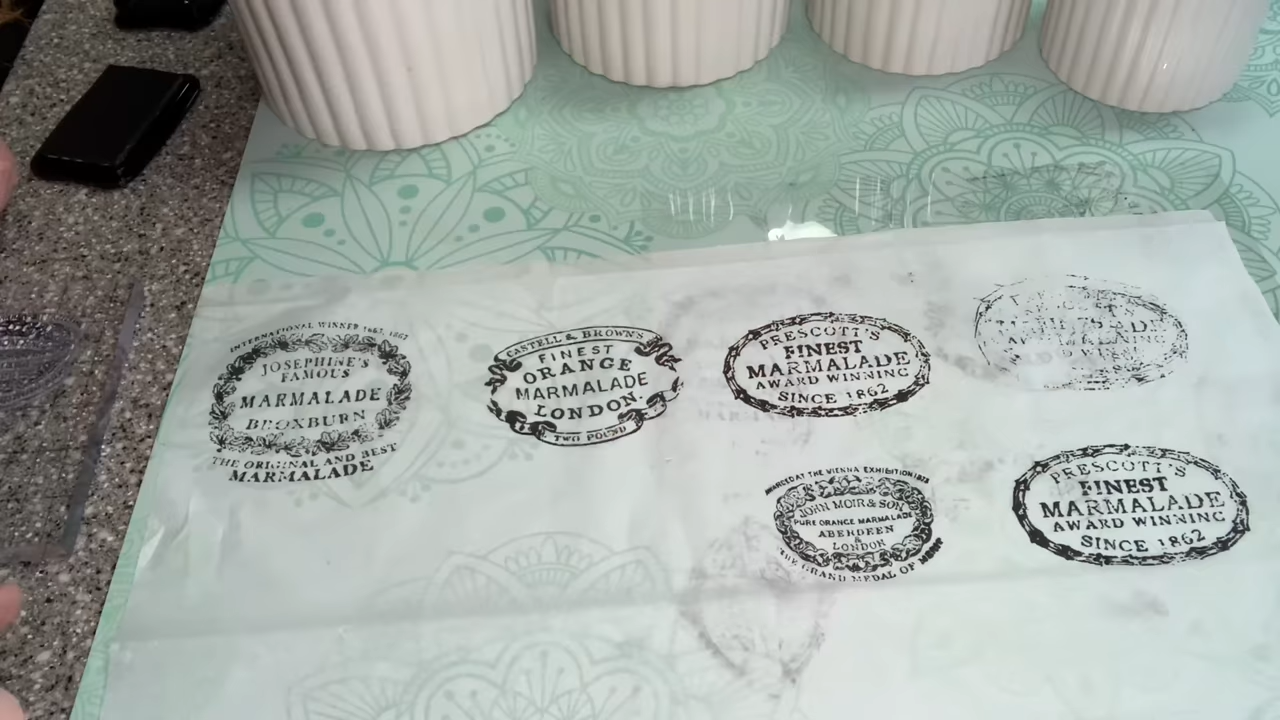 INTERNATIONAL WINNER 1862, 1867
JOSEPHINE'S
FAMOUS
MARMALADE
BROXBURN
THE ORIGINAL AND BEST
MARMALADE
CASTELL & BROWN'S
FINEST
ORANGE
MARMALADE
LONDON.
TWO POUND
PRESCOTT'S
FINEST
MARMALADE
AWARD WINNING
SINCE 1862
AWARDED AT THE VIENNA EXHIBITION 1873
JOHN MOIR & SON
PURE ORANGE MARMALADE
ABERDEEN
&
LONDON
THE GRAND MEDAL OF MERIT
PRESCOTT'S
FINEST
MARMALADE
AWARD WINNING
SINCE 1862